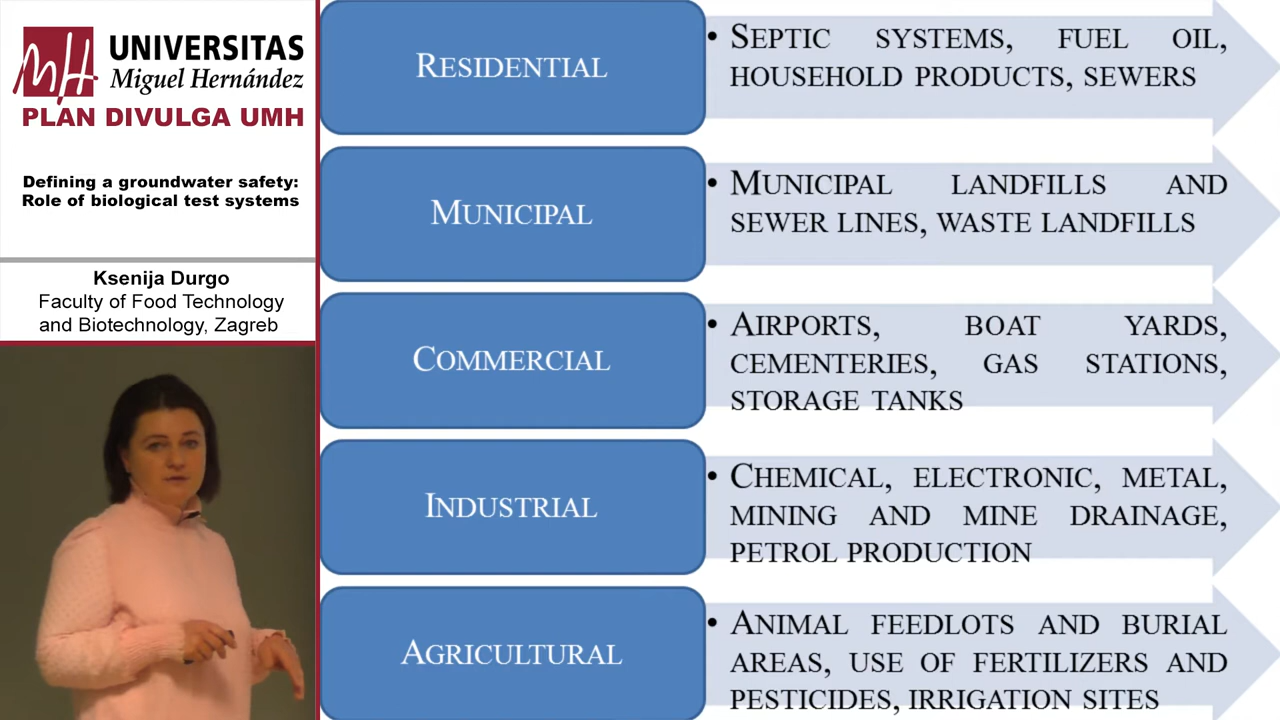 UNIVERSITAS
Miguel Hernández
PLAN DIVULGA UMH
Defining a groundwater safety:
Role of biological test systems
Ksenija Durgo
Faculty of Food Technology
and Biotechnology, Zagreb
RESIDENTIAL
• SEPTIC SYSTEMS, FUEL OIL,
HOUSEHOLD PRODUCTS, SEWERS
MUNICIPAL
• MUNICIPAL LANDFILLS AND
SEWER LINES, WASTE LANDFILLS
COMMERCIAL
• AIRPORTS, BOAT YARDS,
CEMENTERIES, GAS STATIONS,
STORAGE TANKS
INDUSTRIAL
• CHEMICAL, ELECTRONIC, METAL,
MINING AND MINE DRAINAGE,
PETROL PRODUCTION
AGRICULTURAL
• ANIMAL FEEDLOTS AND BURIAL
AREAS, USE OF FERTILIZERS AND
PESTICIDES, IRRIGATION SITES